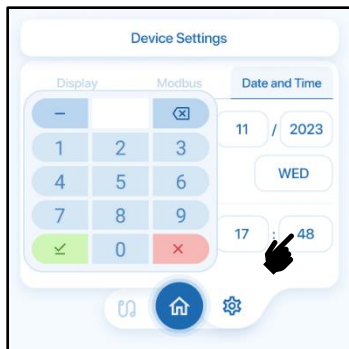 Device Settings
Display Modbus Date and Time
−
1 2 3
11 / 2023
4 5 6
WED
7 8 9
17 : 48
0